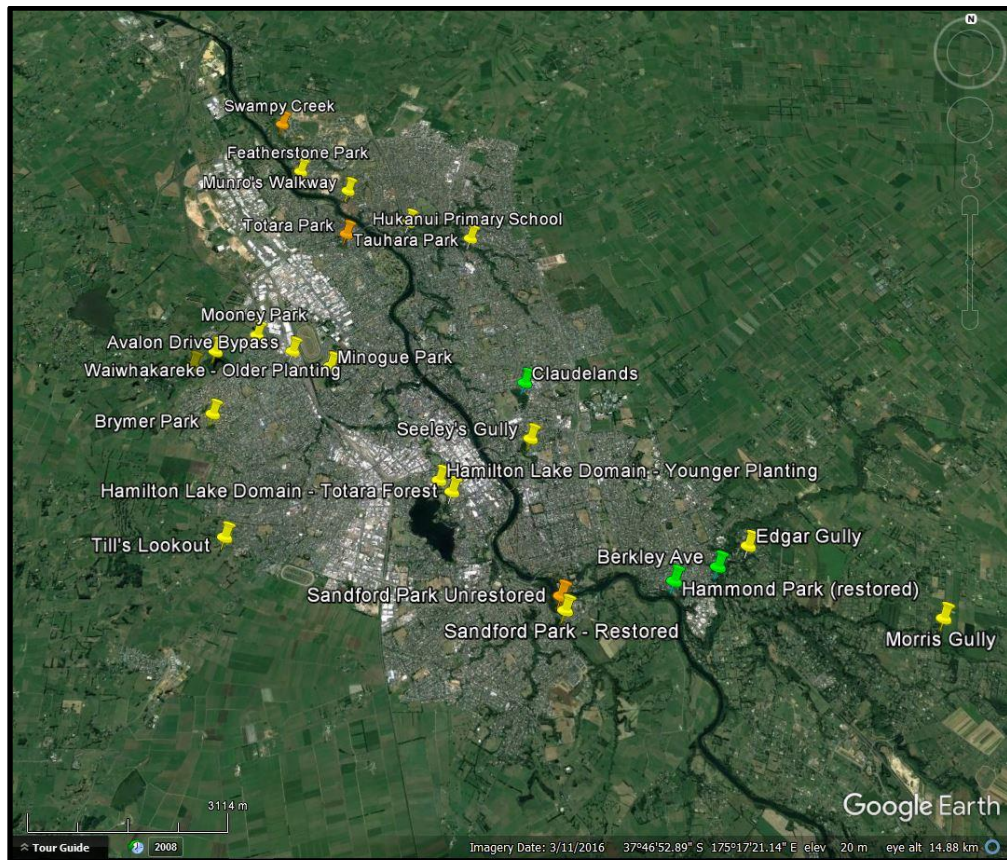 N
Swampy Creek
Featherstone Park
Munro's Walkway
Hukanui Primary School
Totara Park
Tauhara Park
Mooney Park
Avalon Drive Bypass
Minogue Park
Waiwhakareke - Older Planting
Claudelands
Brymer Park
Seeley's Gully
Hamilton Lake Domain - Younger Planting
Hamilton Lake Domain - Totara Forest
Till's Lookout
Edgar Gully
Berkley Ave
Hammond Park (restored)
Sandford Park Unrestored
Sandford Park - Restored
Morris Gully
3114 m
Google Earth
Tour Guide
2008
Imagery Date: 3/11/2016 37°46'52.89" S 175°17'21.14" E elev 20 m eye alt 14.88 km